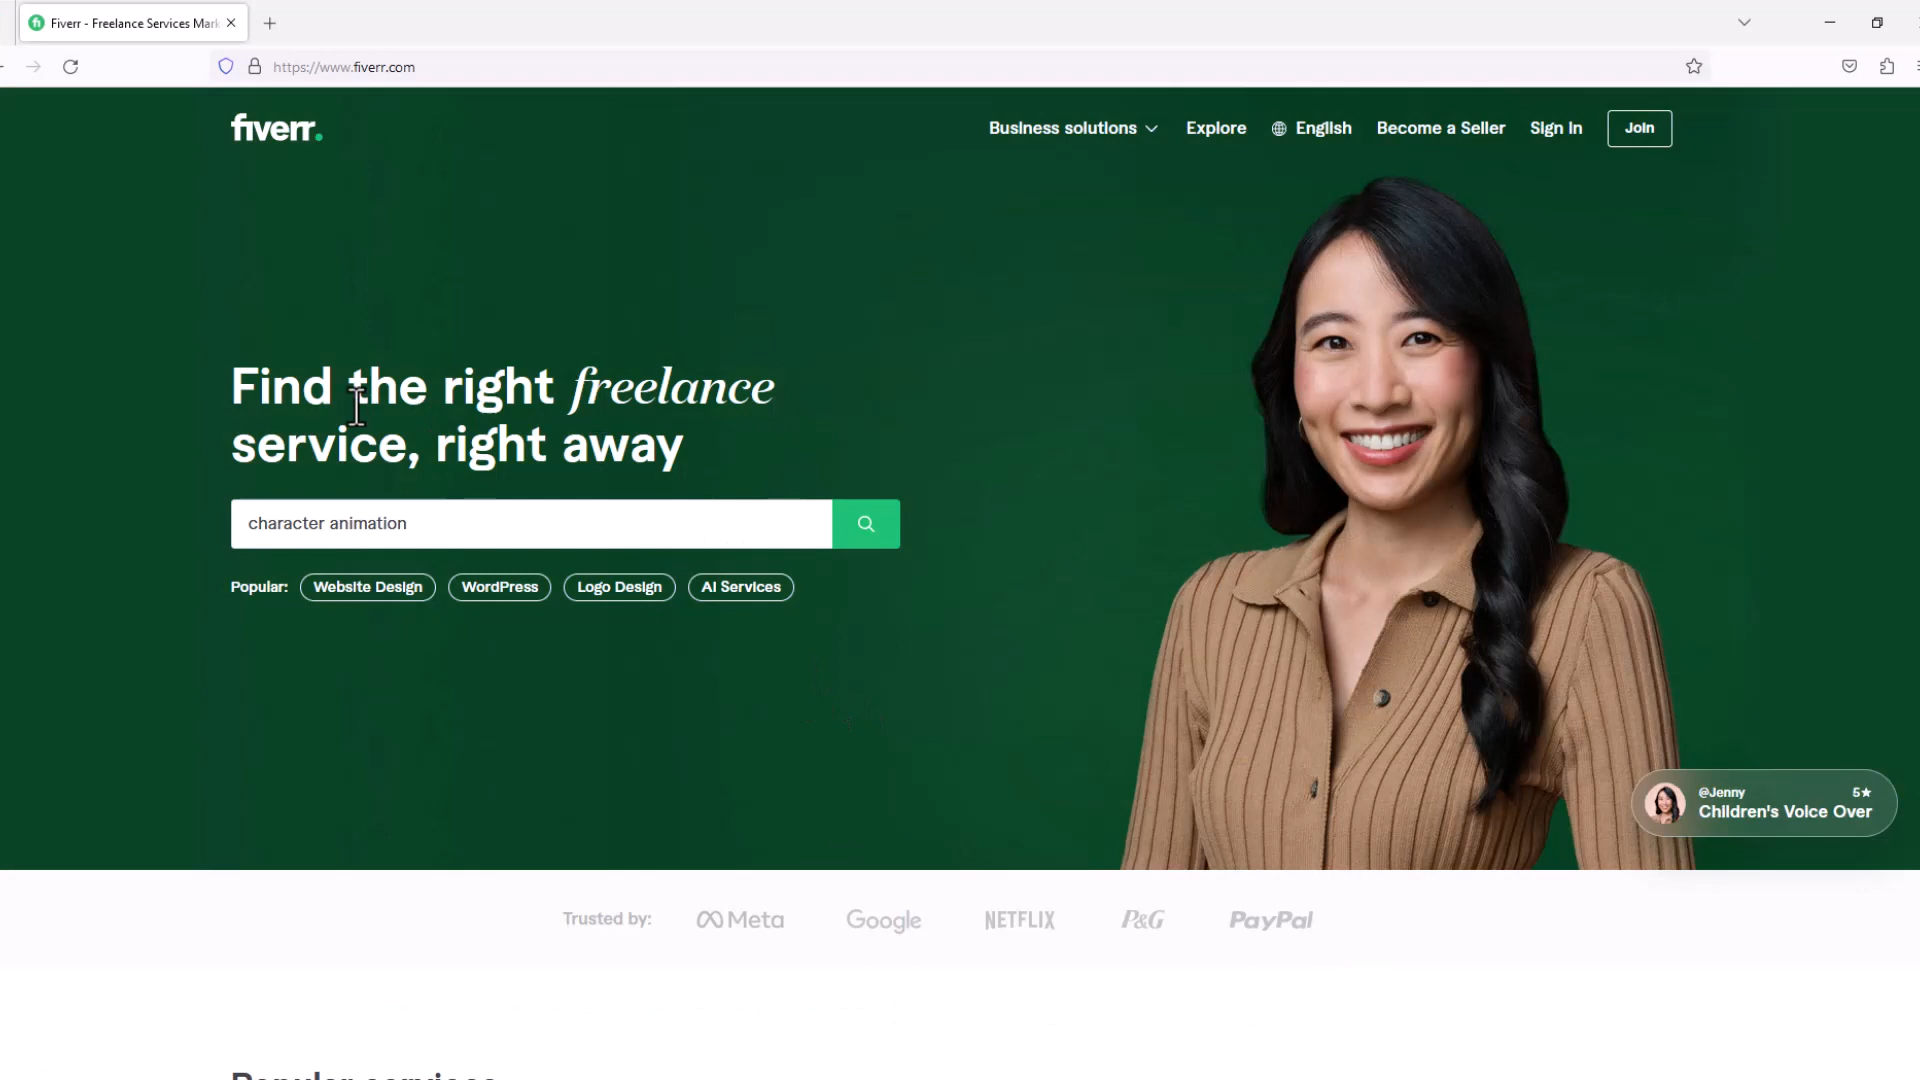 Fiverr - Freelance Services Mark
https://www.fiverr.com
fiverr.
Business solutions
Explore
English
Become a Seller
Sign in
Join
Find the right freelance
service, right away
character animation
Popular:
Website Design
WordPress
Logo Design
AI Services
@Jenny
5★
Children's Voice Over
Trusted by:
Meta
Google
NETFLIX
P&G
PayPal
Popular services